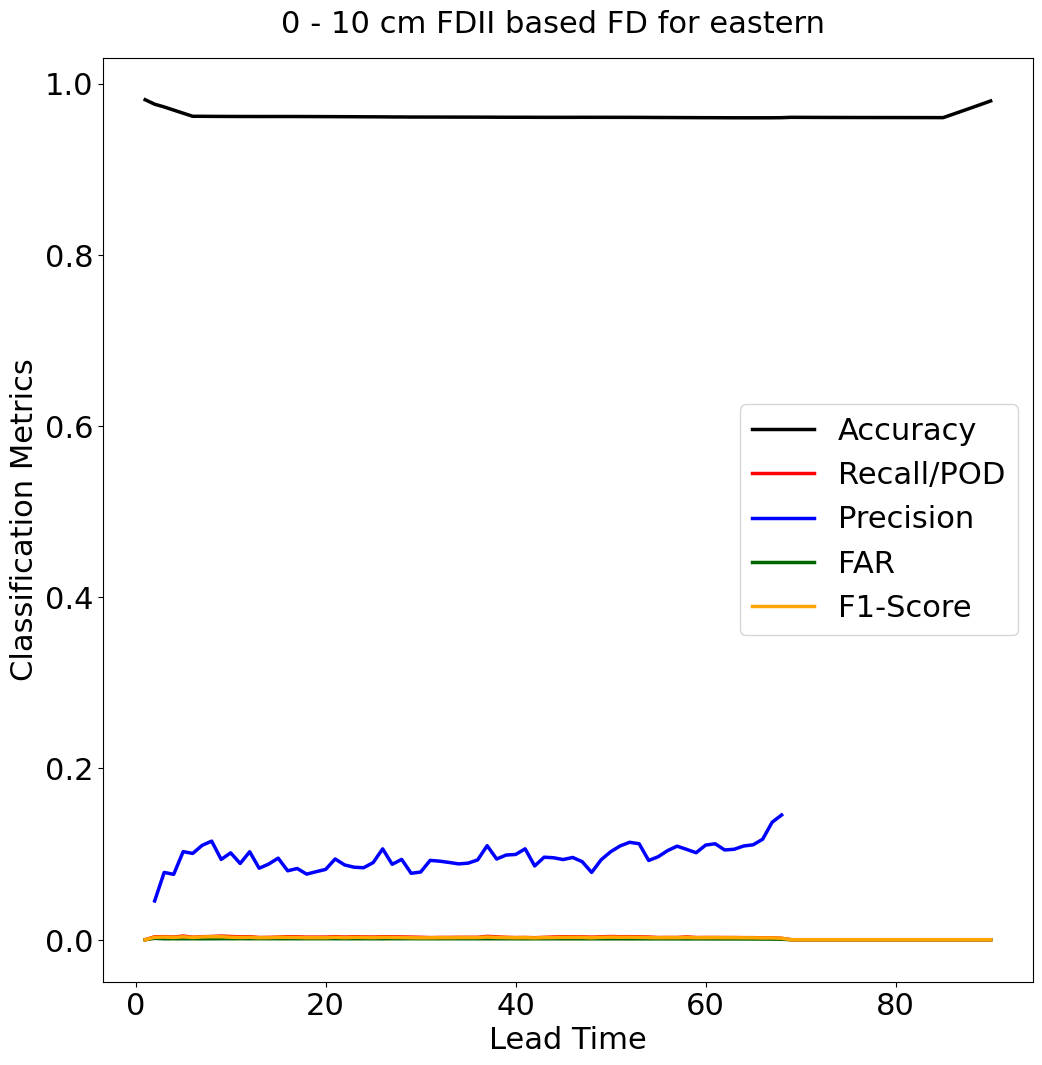 0 - 10 cm FDII based FD for eastern
1.0
0.8
0.6
0.4
0.2
0.0
Classification Metrics
Accuracy
Recall/POD
Precision
FAR
F1-Score
0 20 40 60 80
Lead Time